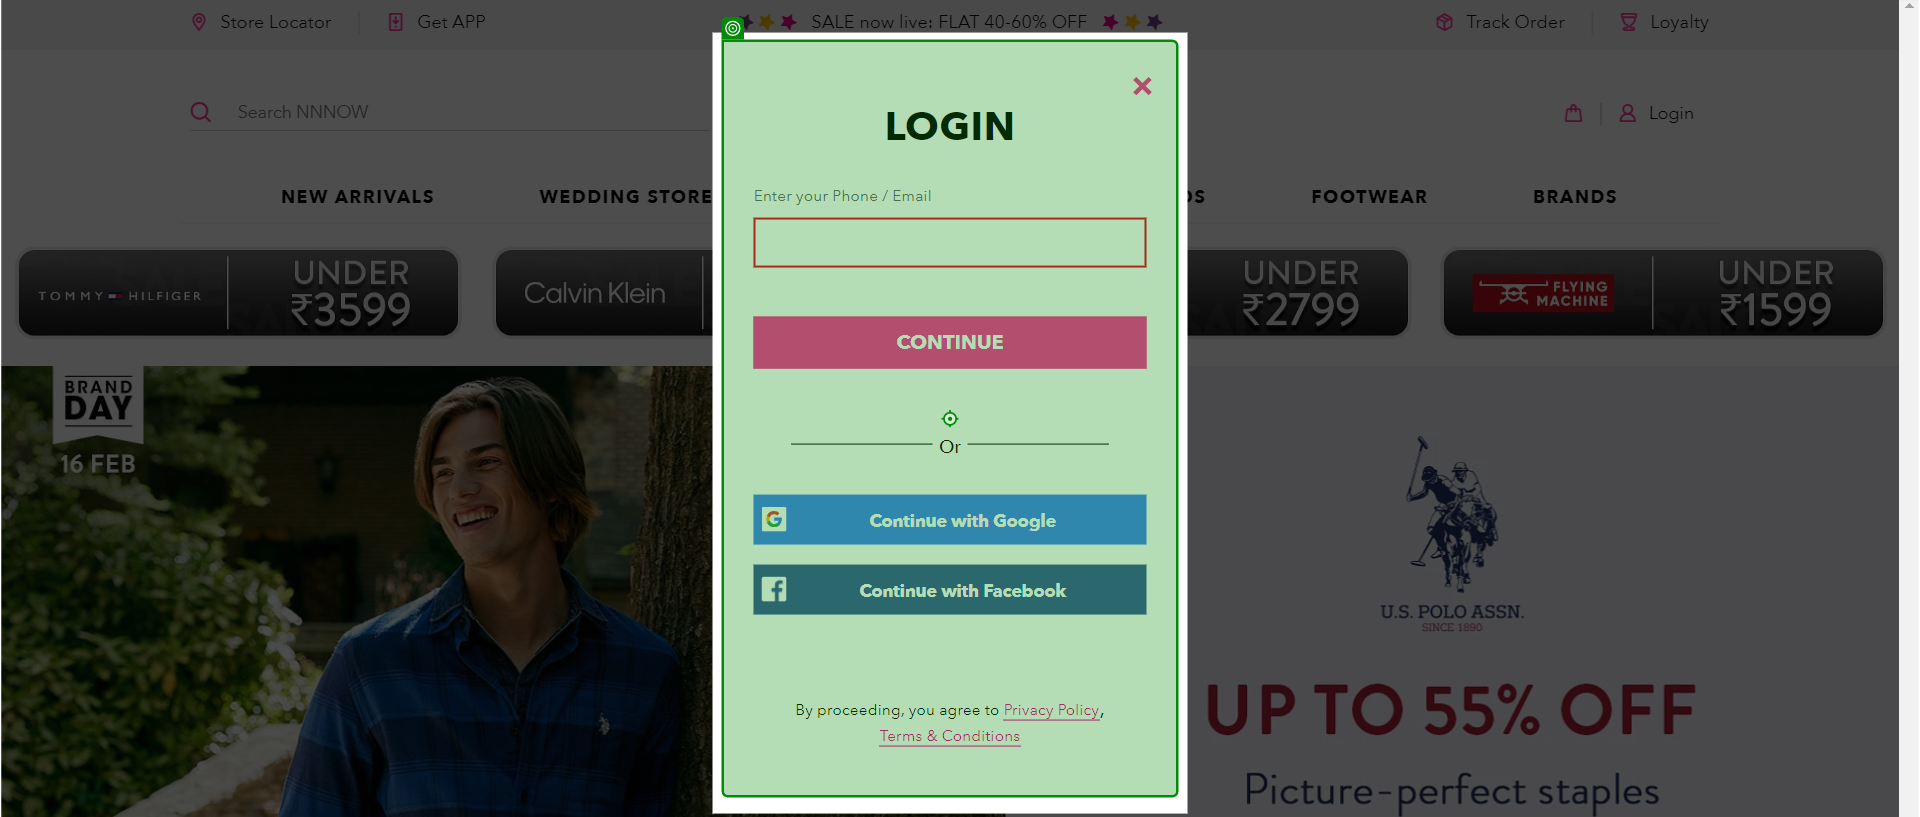 Store Locator
Get APP
SALE now live: FLAT 40-60% OFF
Track Order
Loyalty
Search NNNOW
Login
NEW ARRIVALS
WEDDING STORE
FOOTWEAR
BRANDS
TOMMY HILFIGER
UNDER
₹3599
Calvin Klein
UNDER
₹2799
FLYING
MACHINE
UNDER
₹1599
BRAND
DAY
16 FEB
LOGIN
Enter your Phone / Email
CONTINUE
Or
Continue with Google
Continue with Facebook
By proceeding, you agree to Privacy Policy,
Terms & Conditions
U.S. POLO ASSN.
SINCE 1890
UP TO 55% OFF
Picture-perfect staples